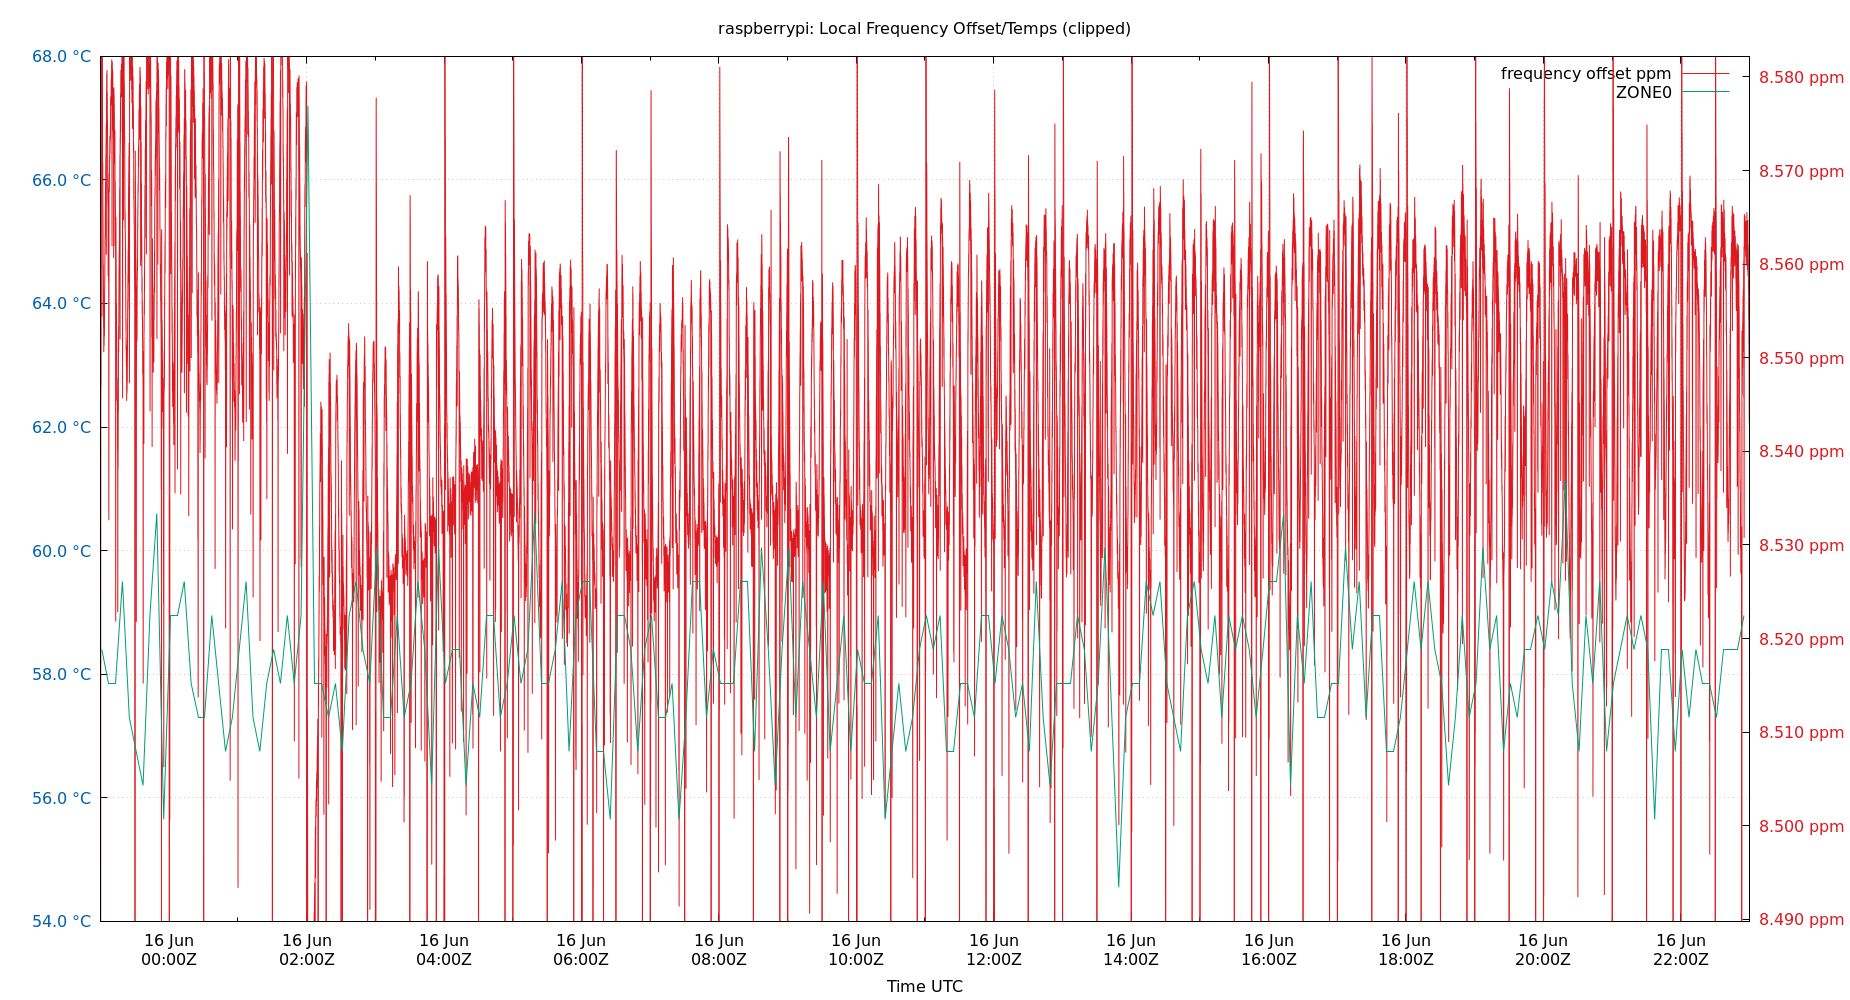 raspberrypi: Local Frequency Offset/Temps (clipped)
68.0 °C
66.0 °C
64.0 °C
62.0 °C
60.0 °C
58.0 °C
56.0 °C
54.0 °C
frequency offset ppm
ZONE0
8.580 ppm
8.570 ppm
8.560 ppm
8.550 ppm
8.540 ppm
8.530 ppm
8.520 ppm
8.510 ppm
8.500 ppm
8.490 ppm
16 Jun 16 Jun 16 Jun 16 Jun 16 Jun 16 Jun 16 Jun 16 Jun 16 Jun 16 Jun 16 Jun 16 Jun
00:00Z 02:00Z 04:00Z 06:00Z 08:00Z 10:00Z 12:00Z 14:00Z 16:00Z 18:00Z 20:00Z 22:00Z
Time UTC